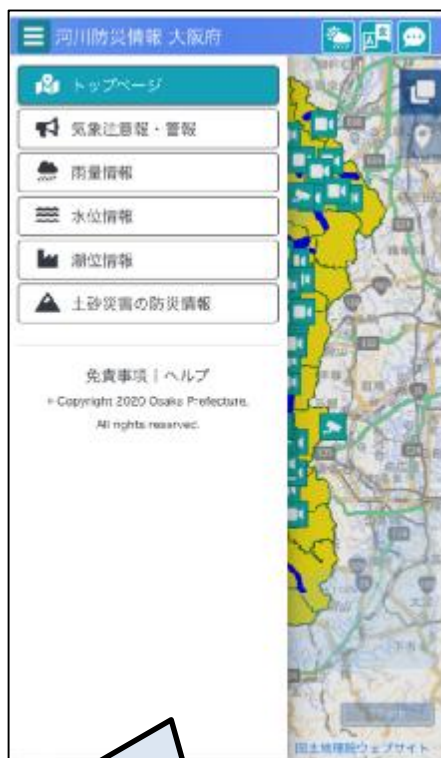 河川防災情報 大阪府
トップページ
気象注意報・警報
雨量情報
水位情報
潮位情報
土砂災害の防災情報
免責事項 | ヘルプ
© Copyright 2020 Osaka Prefecture.
All rights reserved.
国土地理院ウェブサイト